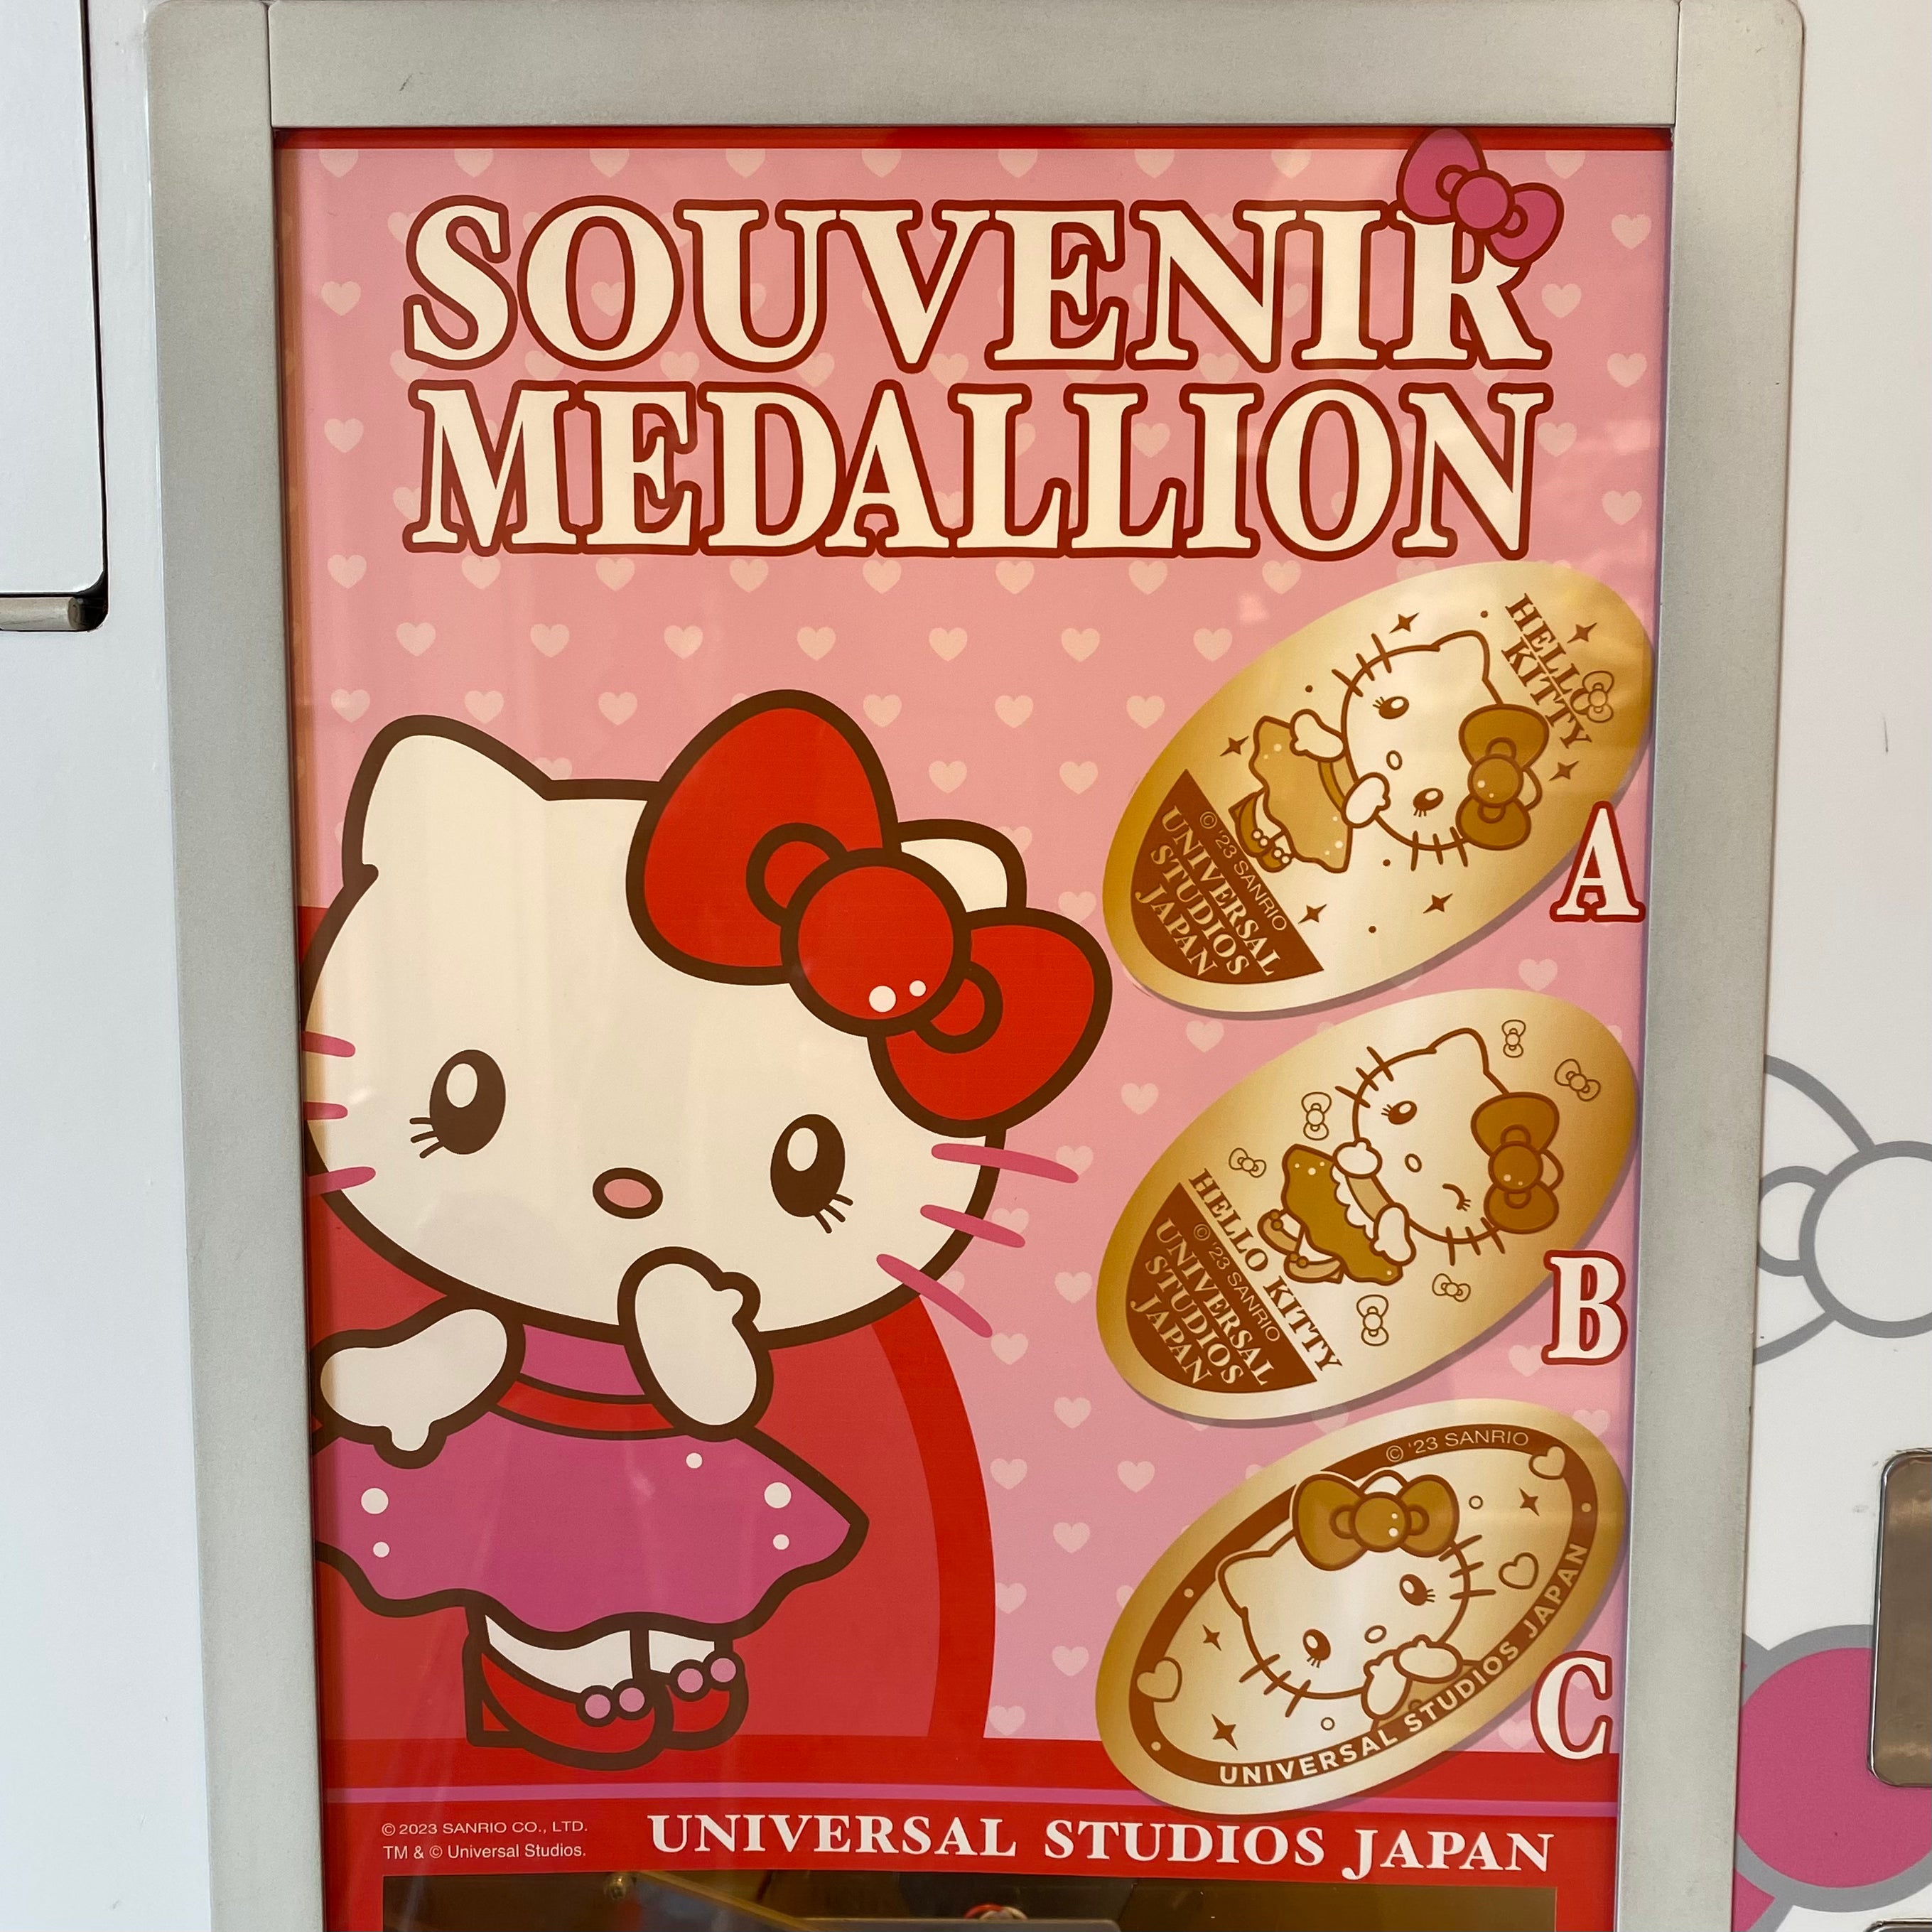 SOUVENIR
MEDALLION
HELLO
KITTY
© '23 SANRIO
UNIVERSAL
STUDIOS
JAPAN
A
HELLO KITTY
© '23 SANRIO
UNIVERSAL
STUDIOS
JAPAN
B
© '23 SANRIO
UNIVERSAL STUDIOS JAPAN
C
© 2023 SANRIO CO., LTD.
TM & © Universal Studios.
UNIVERSAL STUDIOS JAPAN